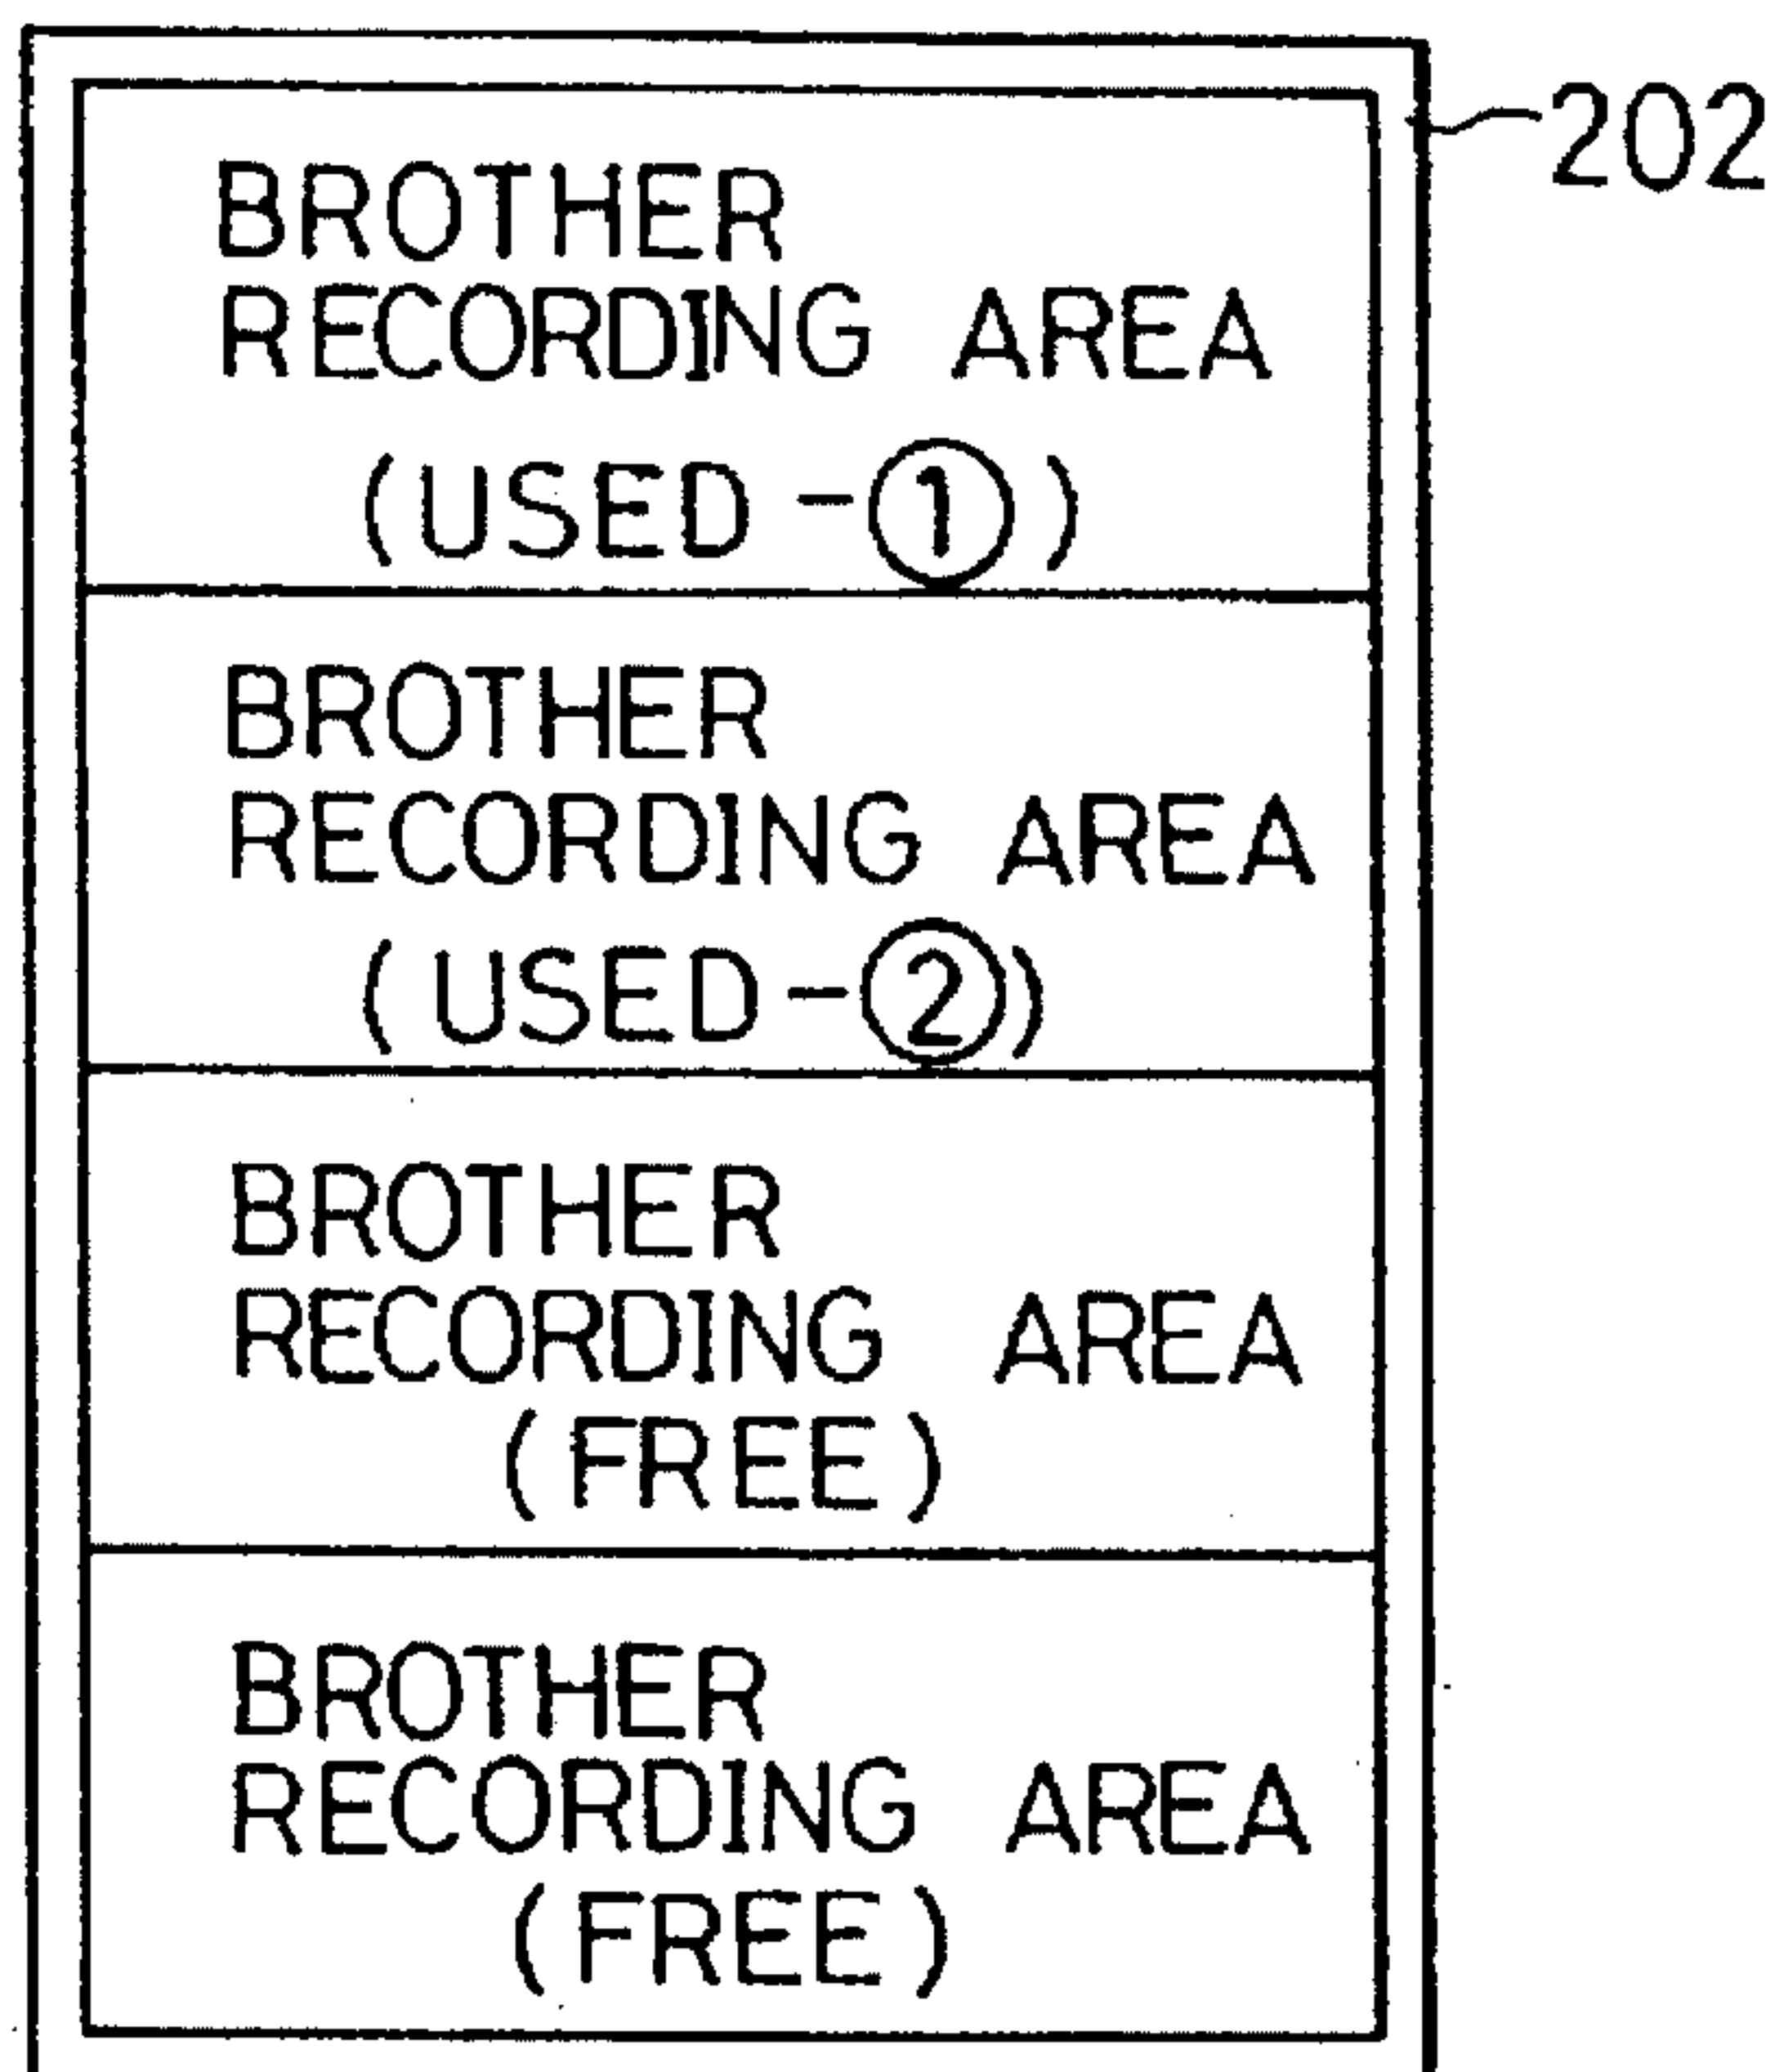 202
BROTHER
RECORDING AREA
(USED-①)
BROTHER
RECORDING AREA
(USED-②)
BROTHER
RECORDING AREA
(FREE)
BROTHER
RECORDING AREA
(FREE)